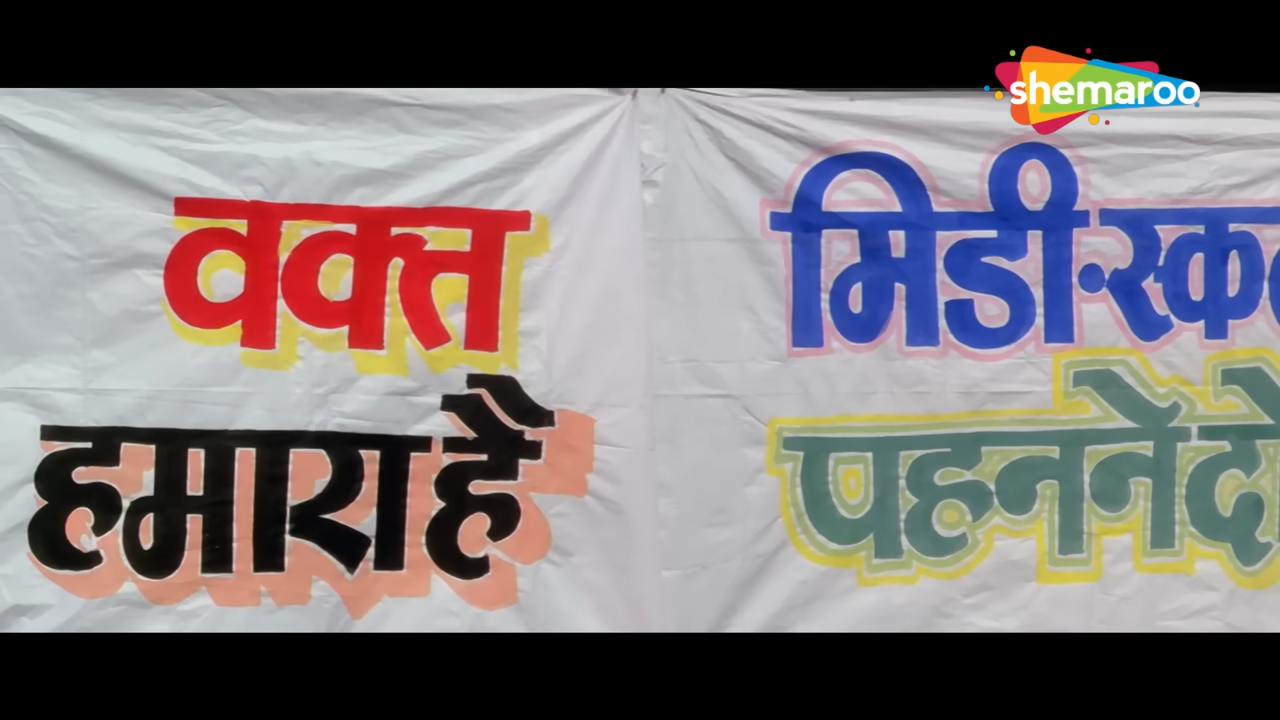 shemaroo
वक्त
हमारा है
मिडी.
पहनने दो